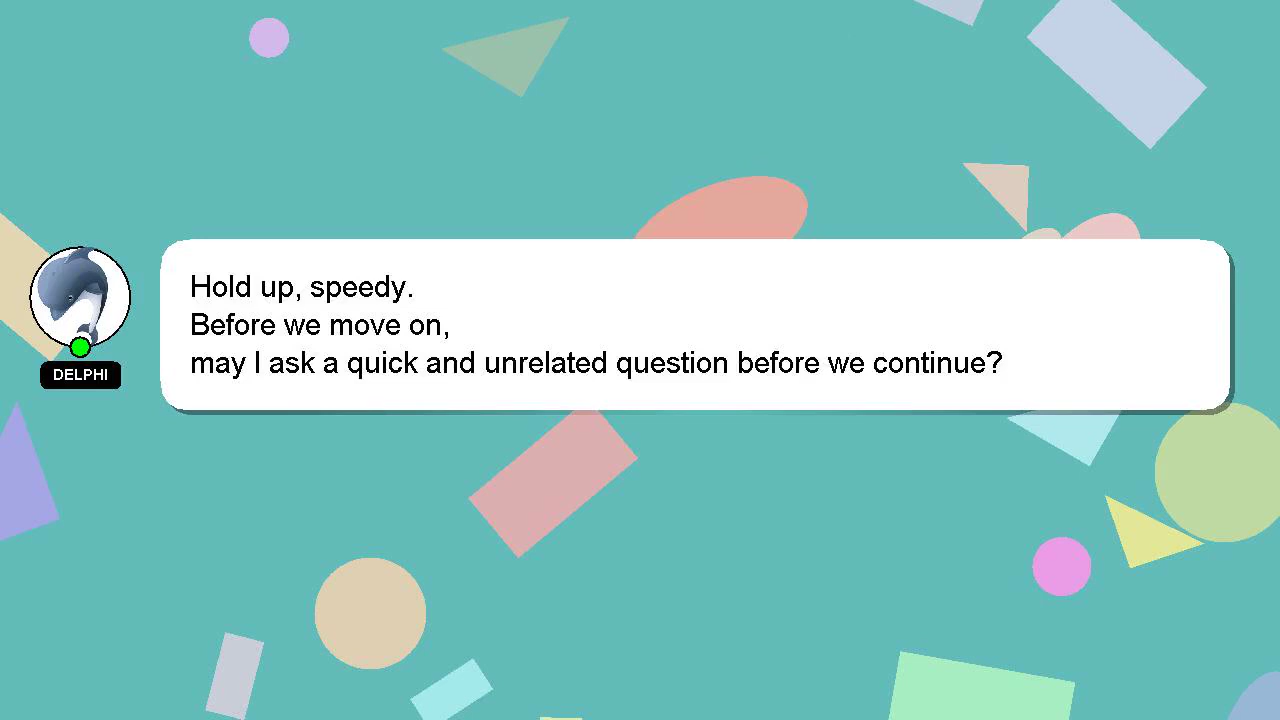 Hold up, speedy.
Before we move on,
may I ask a quick and unrelated question before we continue?
DELPHI